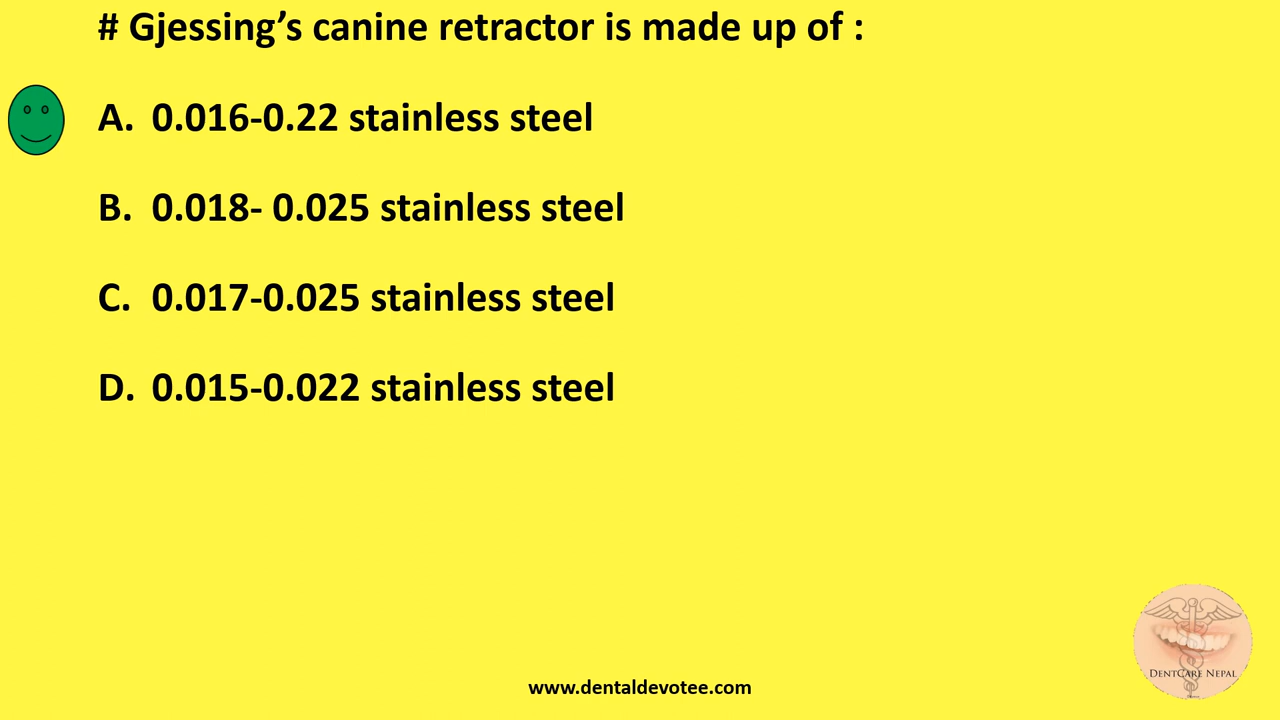 # Gjessing’s canine retractor is made up of :
A. 0.016-0.22 stainless steel
B. 0.018- 0.025 stainless steel
C. 0.017-0.025 stainless steel
D. 0.015-0.022 stainless steel
DENTCARE NEPAL
www.dentaldevotee.com